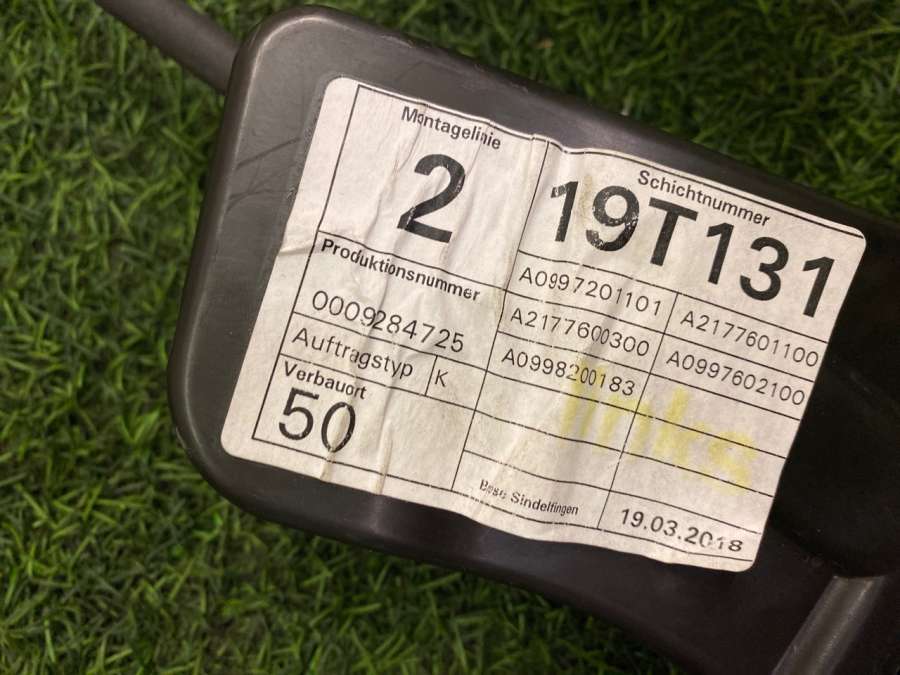 Montagelinie
2
Schichtnummer
19T131
Produktionsnummer
0009284725
Auftragstyp K
Verbauort
50
A0997201101 A2177601100
A2177600300 A0997602100
A0998200183
links
Bose Sindelfingen
19.03.2018